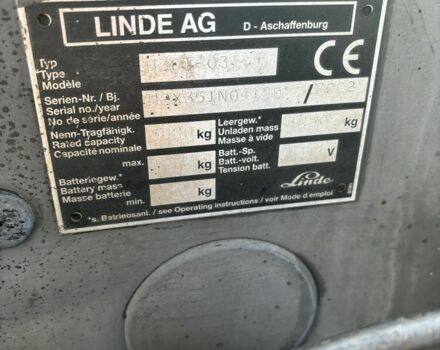 LINDE AG D - Aschaffenburg
Typ
Type
Modèle
Serien-Nr. / Bj.
Serial no./year
No de série/année
/
Nenn-Tragfähigk.
Rated capacity
Capacité nominale
kg
Leergew.*
Unladen mass
Masse à vide
kg
Batteriegew.*
Battery mass
Masse batterie
max.
kg
min.
kg
Batt.-Sp.
Batt.-volt.
Tension batt.
V
CE
Linde
*s. Betriebsanl. / see Operating instructions / voir Mode d'emploi